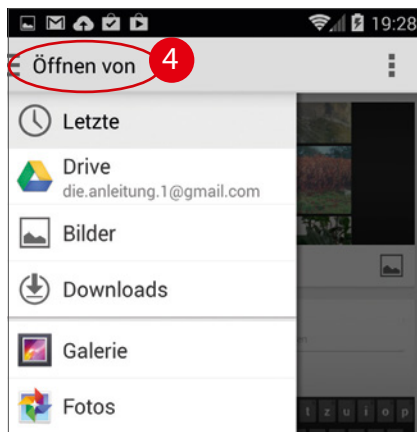 19:28
Öffnen von
4
Letzte
Drive
die.anleitung.1@gmail.com
Bilder
Downloads
Galerie
Fotos
t z u i o p